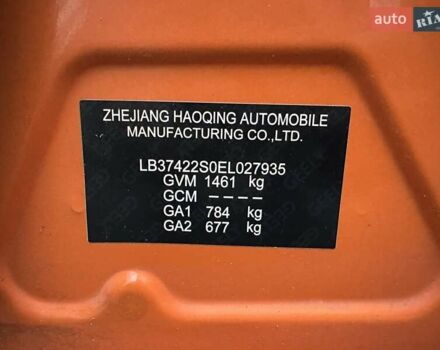 auto RIA
ZHEJIANG HAOQING AUTOMOBILE
MANUFACTURING CO.,LTD.
LB37422S0EL027935
GVM 1461 kg
GCM – – – –
GA1 784 kg
GA2 677 kg